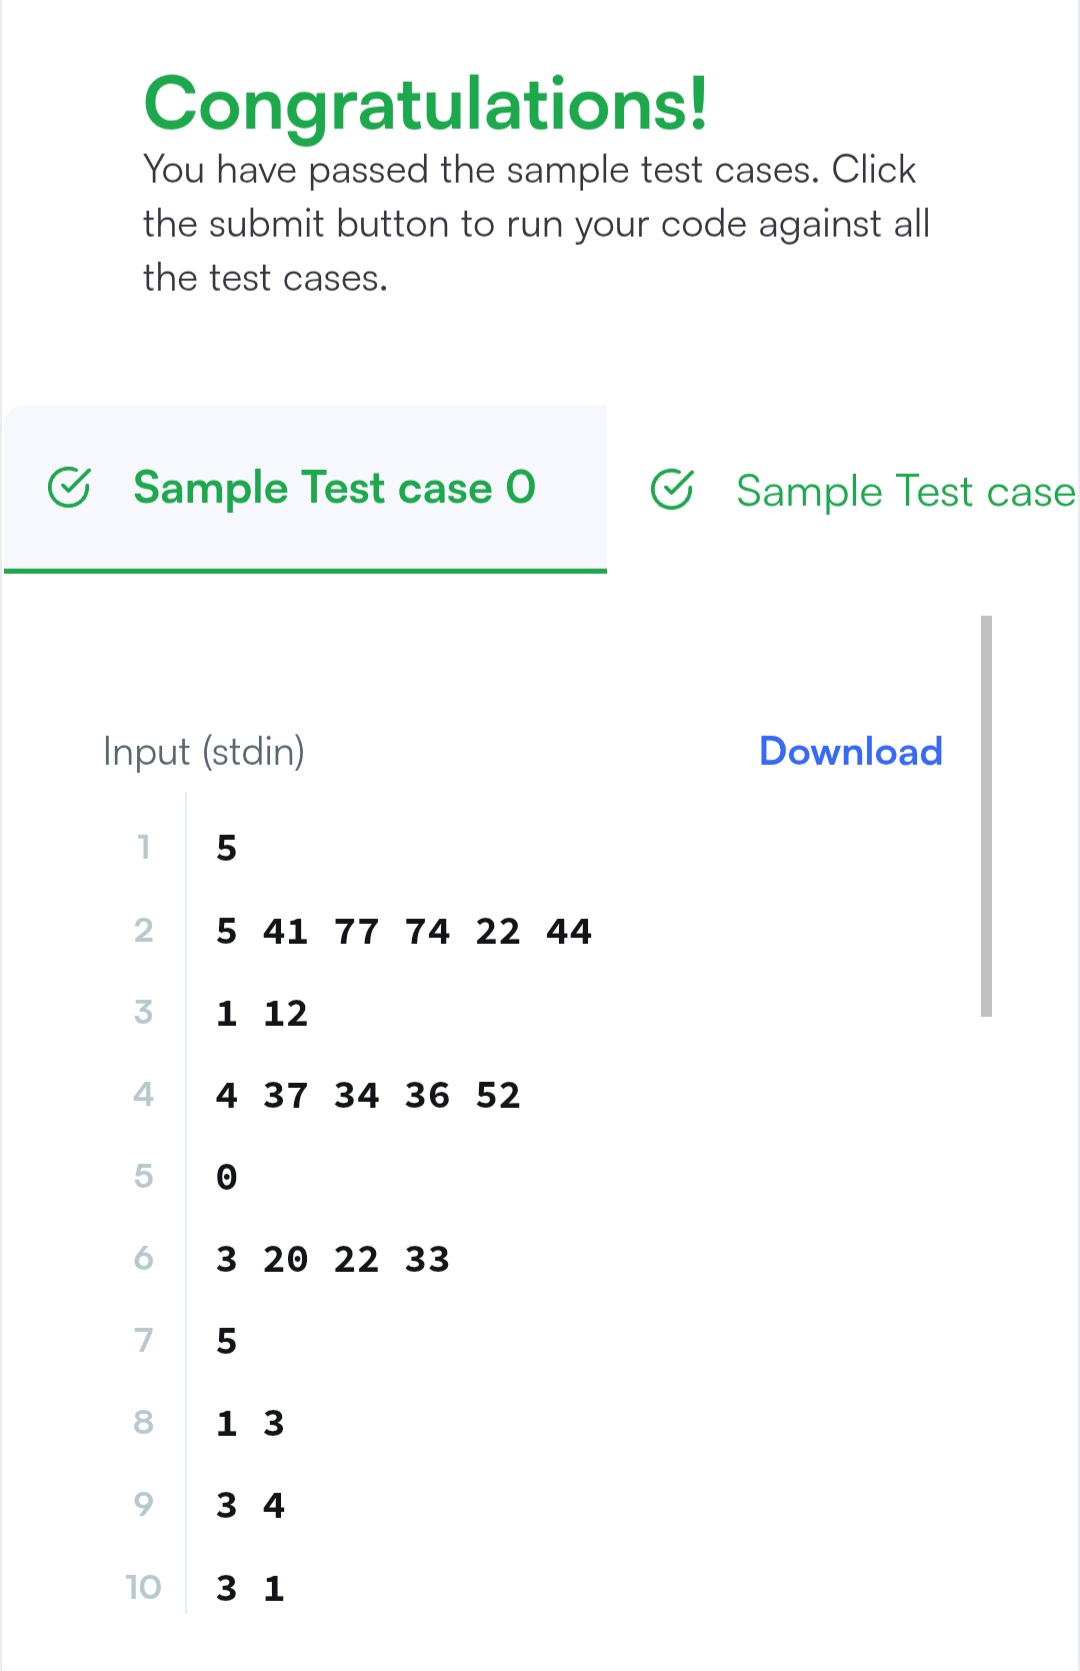 Congratulations!
You have passed the sample test cases. Click
the submit button to run your code against all
the test cases.
Sample Test case 0
Sample Test case
Input (stdin)
Download
1 5
2 5 41 77 74 22 44
3 1 12
4 4 37 34 36 52
5 0
6 3 20 22 33
7 5
8 1 3
9 3 4
10 3 1